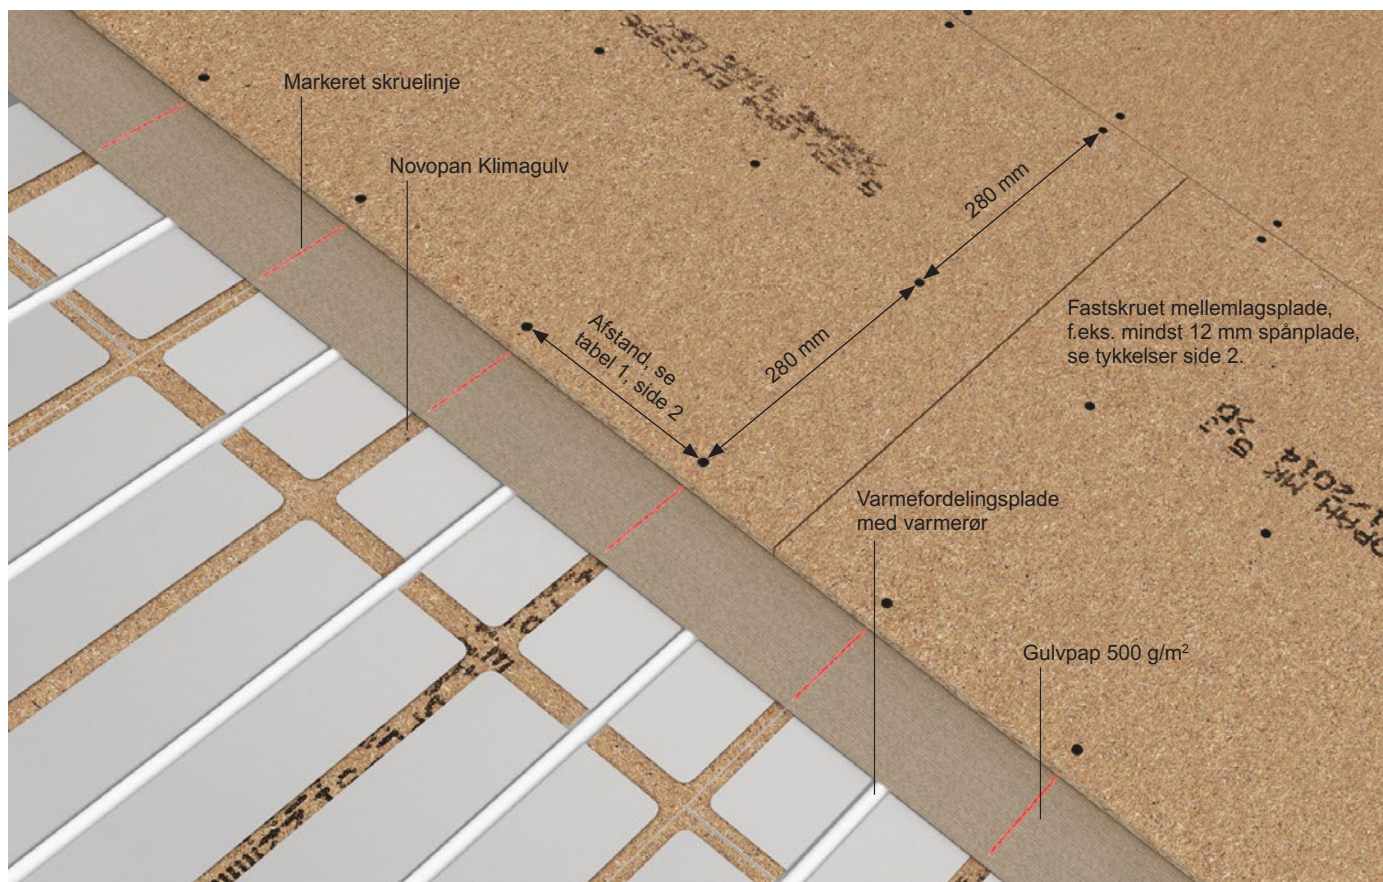 Markeret skruelinje
Novopan Klimagulv
280 mm
280 mm
Afstand, se
tabel 1, side 2
Fastskruet mellemlagsplade,
f.eks. mindst 12 mm spånplade,
se tykkelser side 2.
Varmefordelingsplade
med varmerør
Gulvpap 500 g/m²